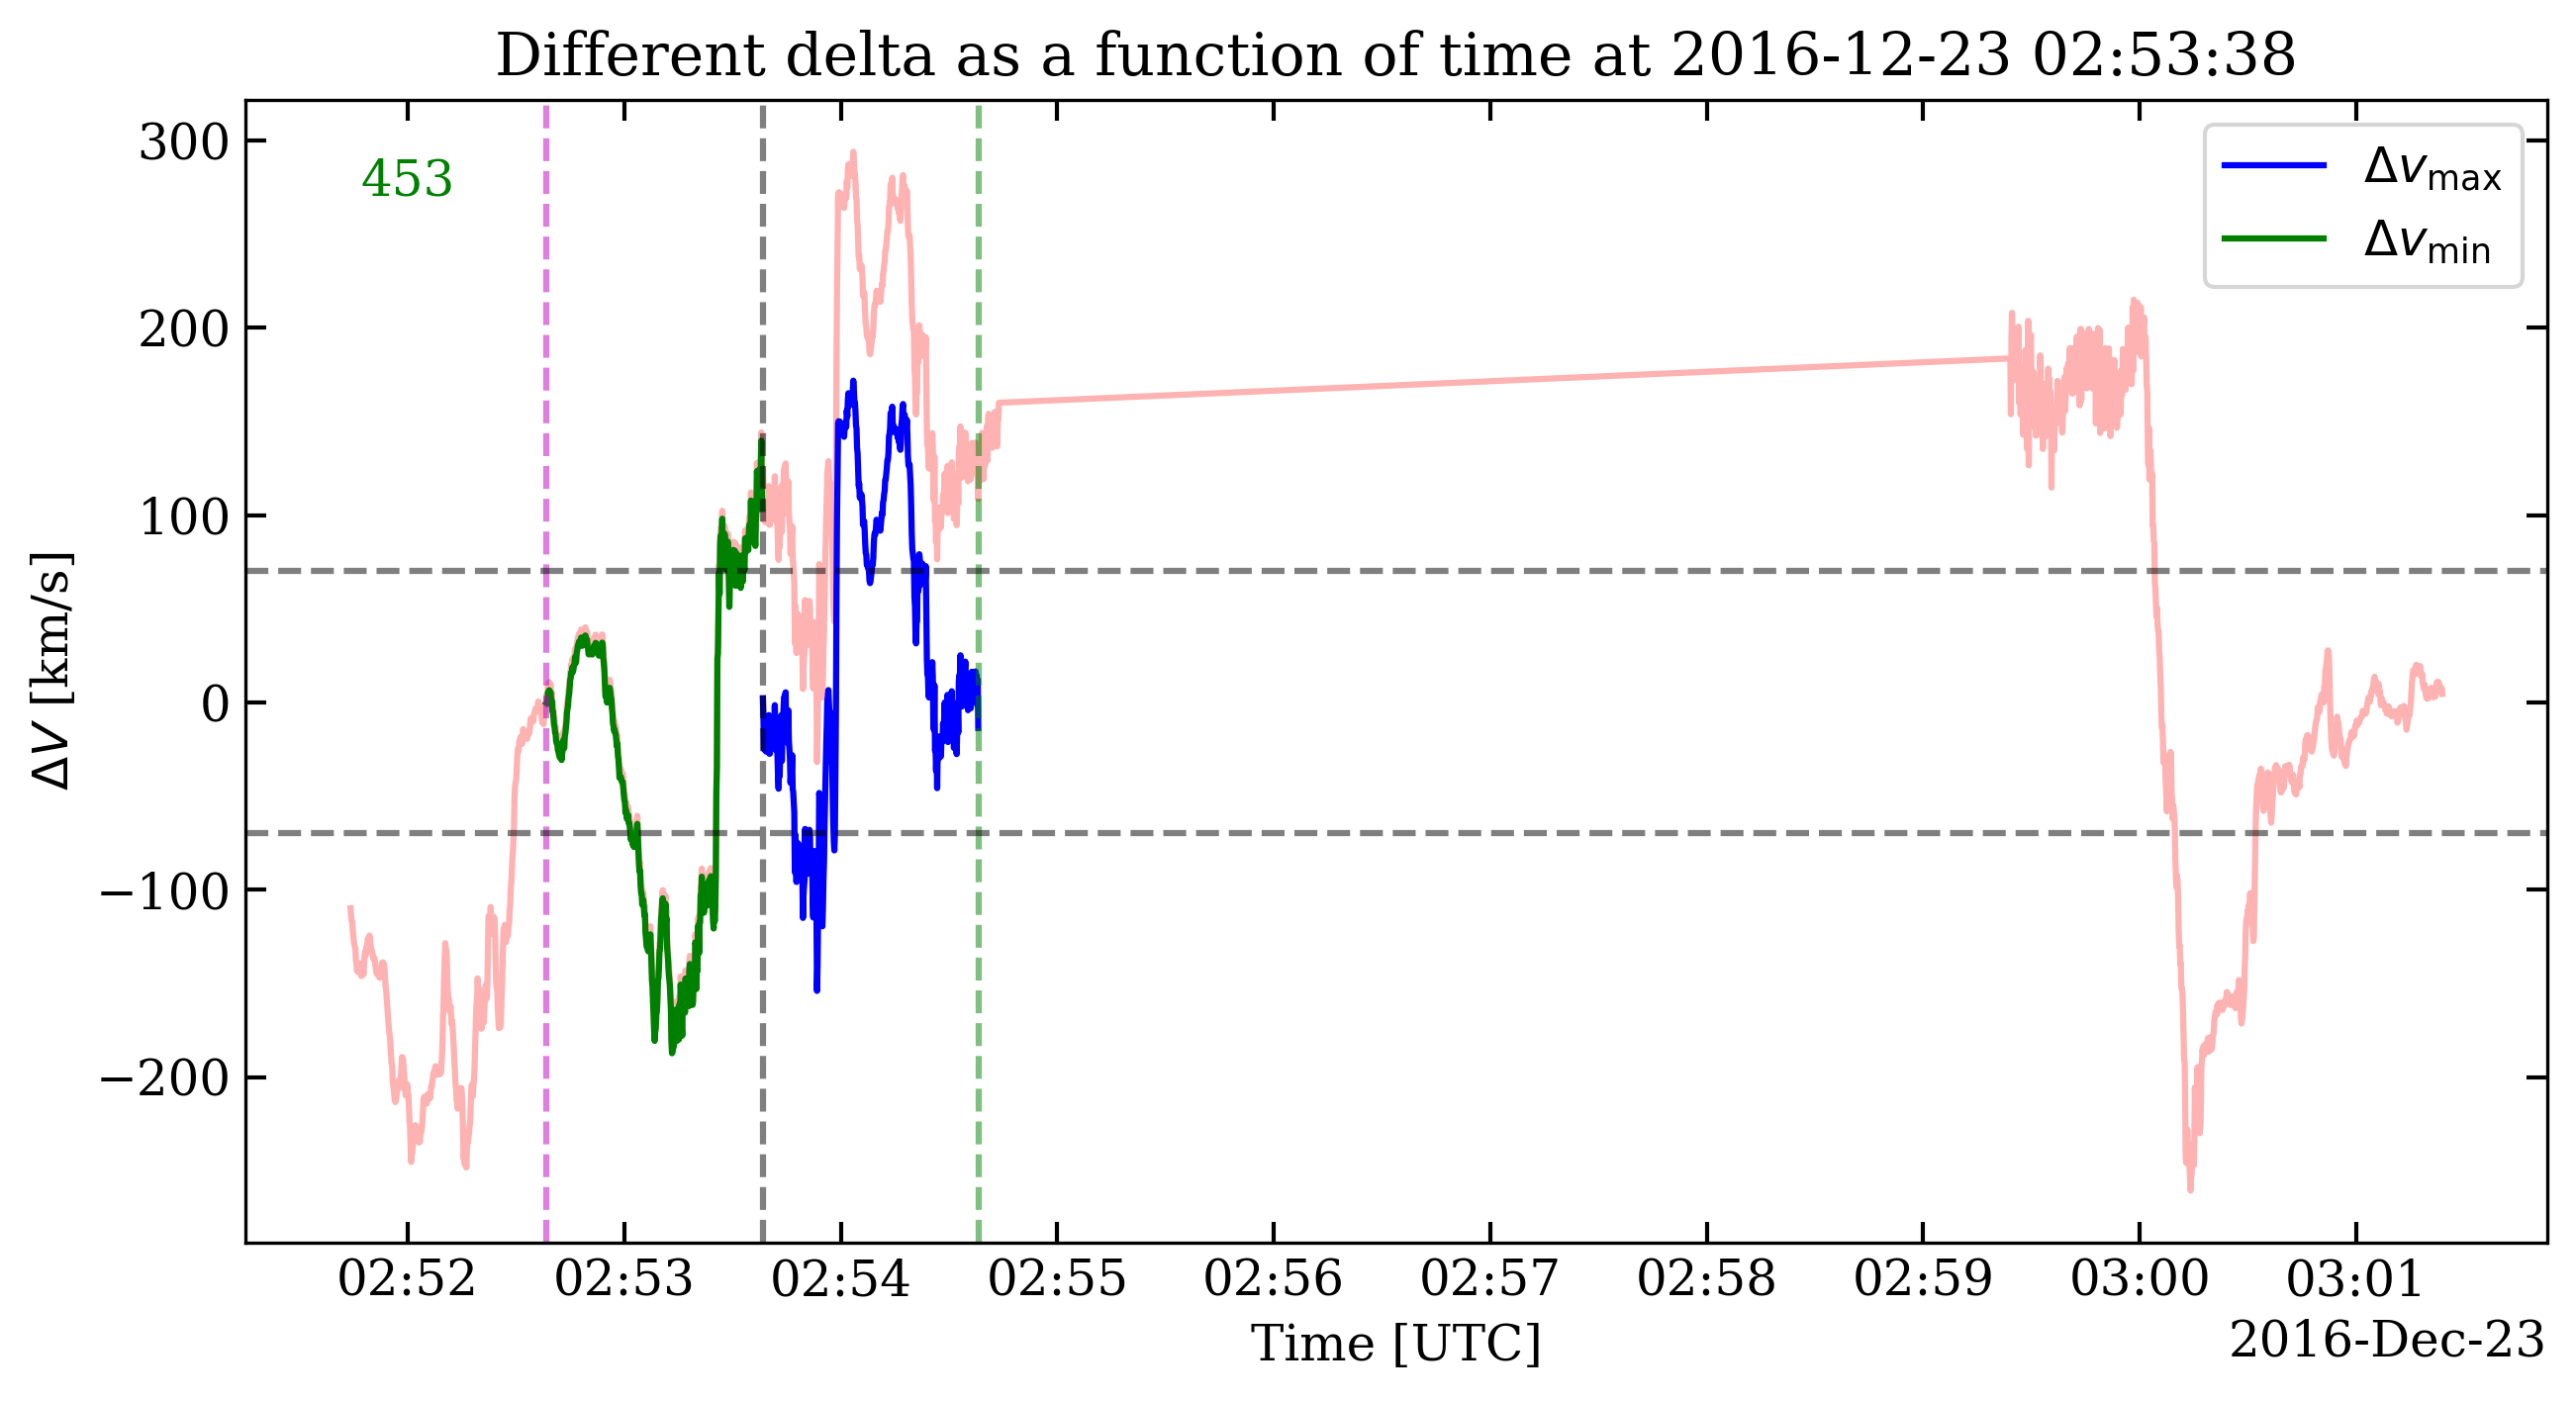 Different delta as a function of time at 2016-12-23 02:53:38
453
Δv_max
Δv_min
ΔV [km/s]
300
200
100
0
−100
−200
02:52 02:53 02:54 02:55 02:56 02:57 02:58 02:59 03:00 03:01
Time [UTC]
2016-Dec-23